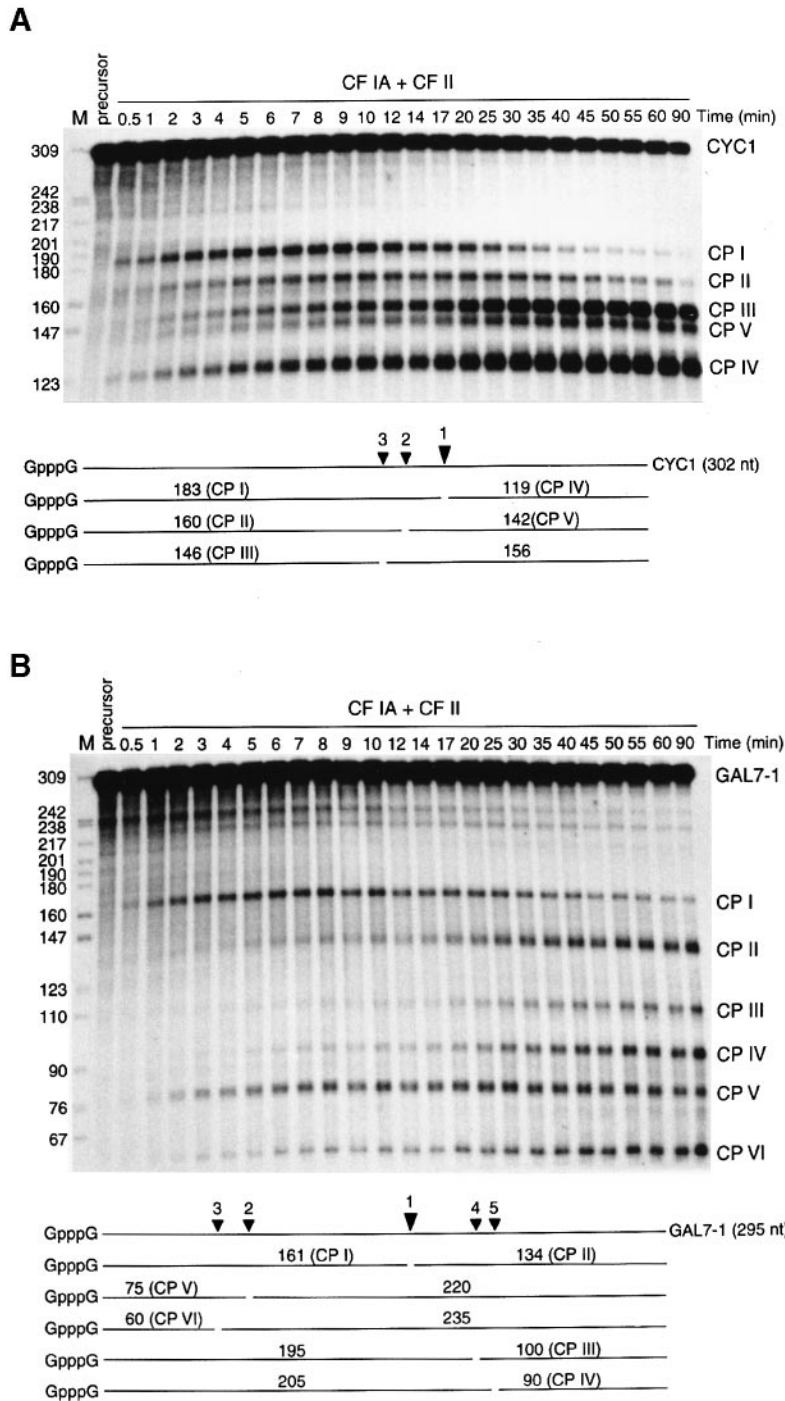 A
CF IA + CF II
M precursor 0.5 1 2 3 4 5 6 7 8 9 10 12 14 17 20 25 30 35 40 45 50 55 60 90 Time (min)
309 CYC1
242
238
217
201
190 CP I
180 CP II
160 CP III
147 CP V
123 CP IV
3 2 1
GpppG CYC1 (302 nt)
GpppG 183 (CP I) 119 (CP IV)
GpppG 160 (CP II) 142(CP V)
GpppG 146 (CP III) 156
B
CF IA + CF II
M precursor 0.5 1 2 3 4 5 6 7 8 9 10 12 14 17 20 25 30 35 40 45 50 55 60 90 Time (min)
309 GAL7-1
242
238
217
201
190
180 CP I
160
147 CP II
123
110 CP III
90 CP IV
76 CP V
67 CP VI
3 2 1 4 5
GpppG GAL7-1 (295 nt)
GpppG 161 (CP I) 134 (CP II)
GpppG 75 (CP V) 220
GpppG 60 (CP VI) 235
GpppG 195 100 (CP III)
GpppG 205 90 (CP IV)